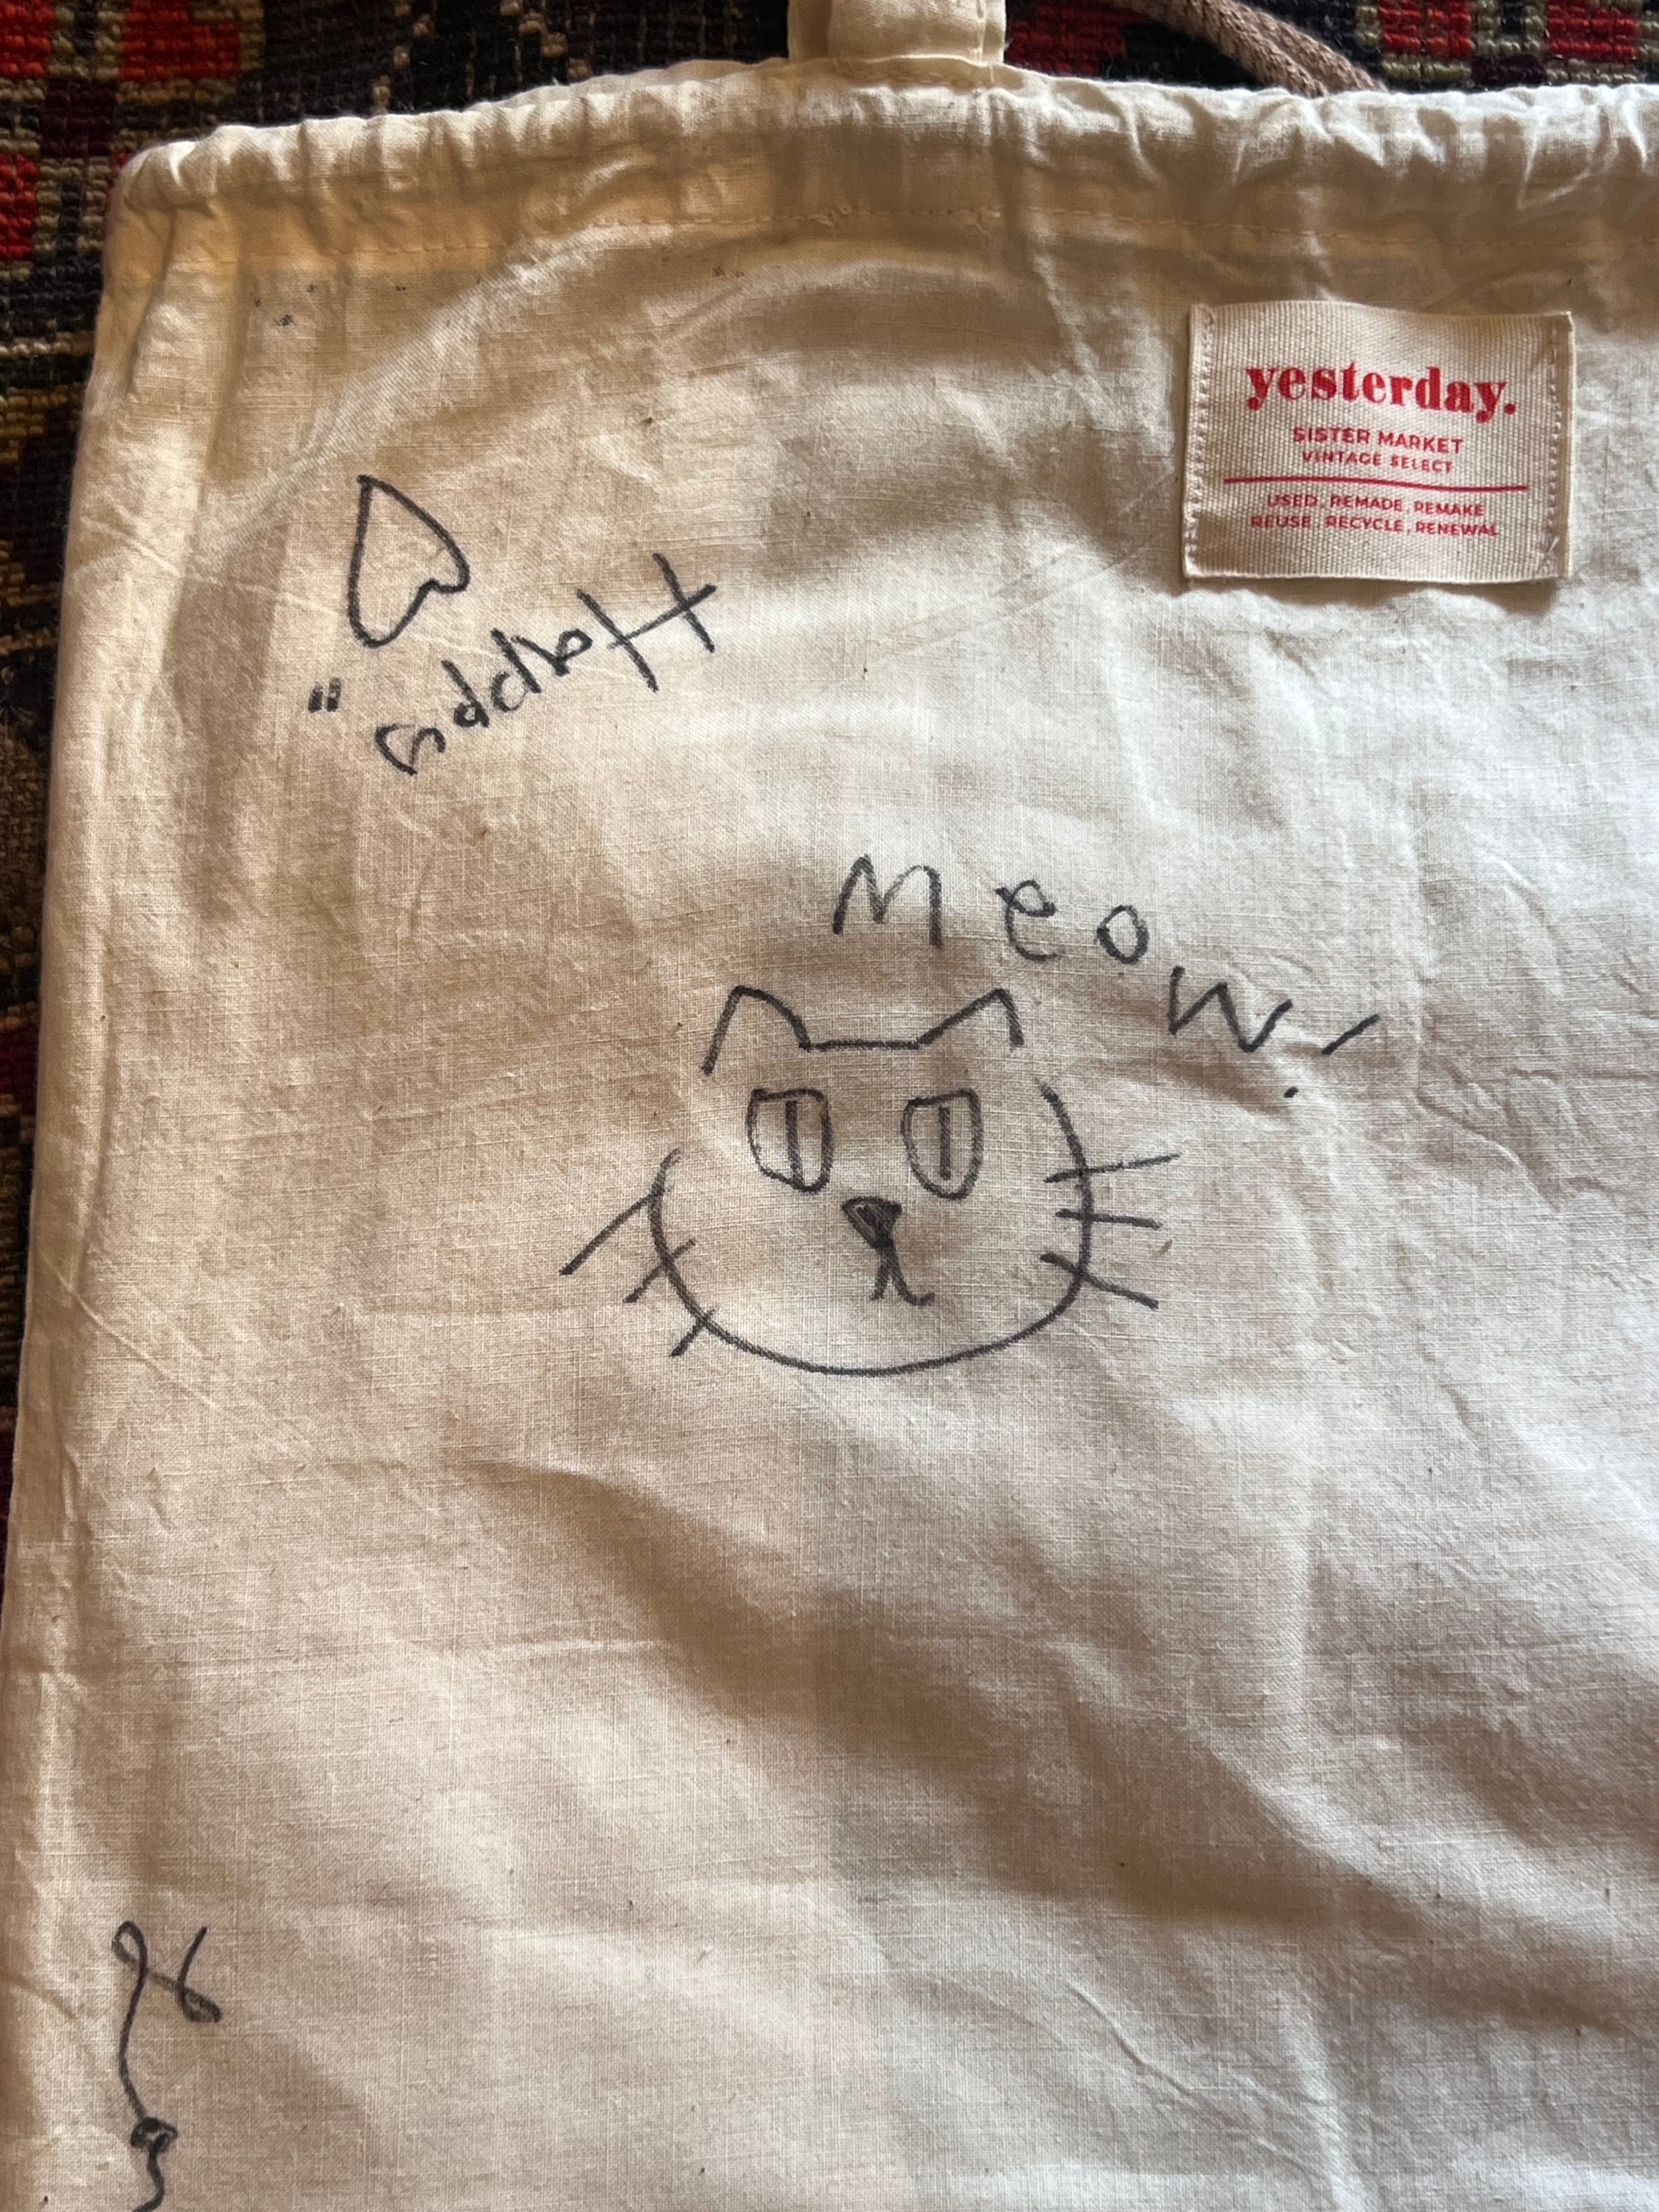 yesterday.
SISTER MARKET
VINTAGE SELECT
USED, REMADE, REMAKE
REUSE, RECYCLE, RENEWAL
Happy
Meow!